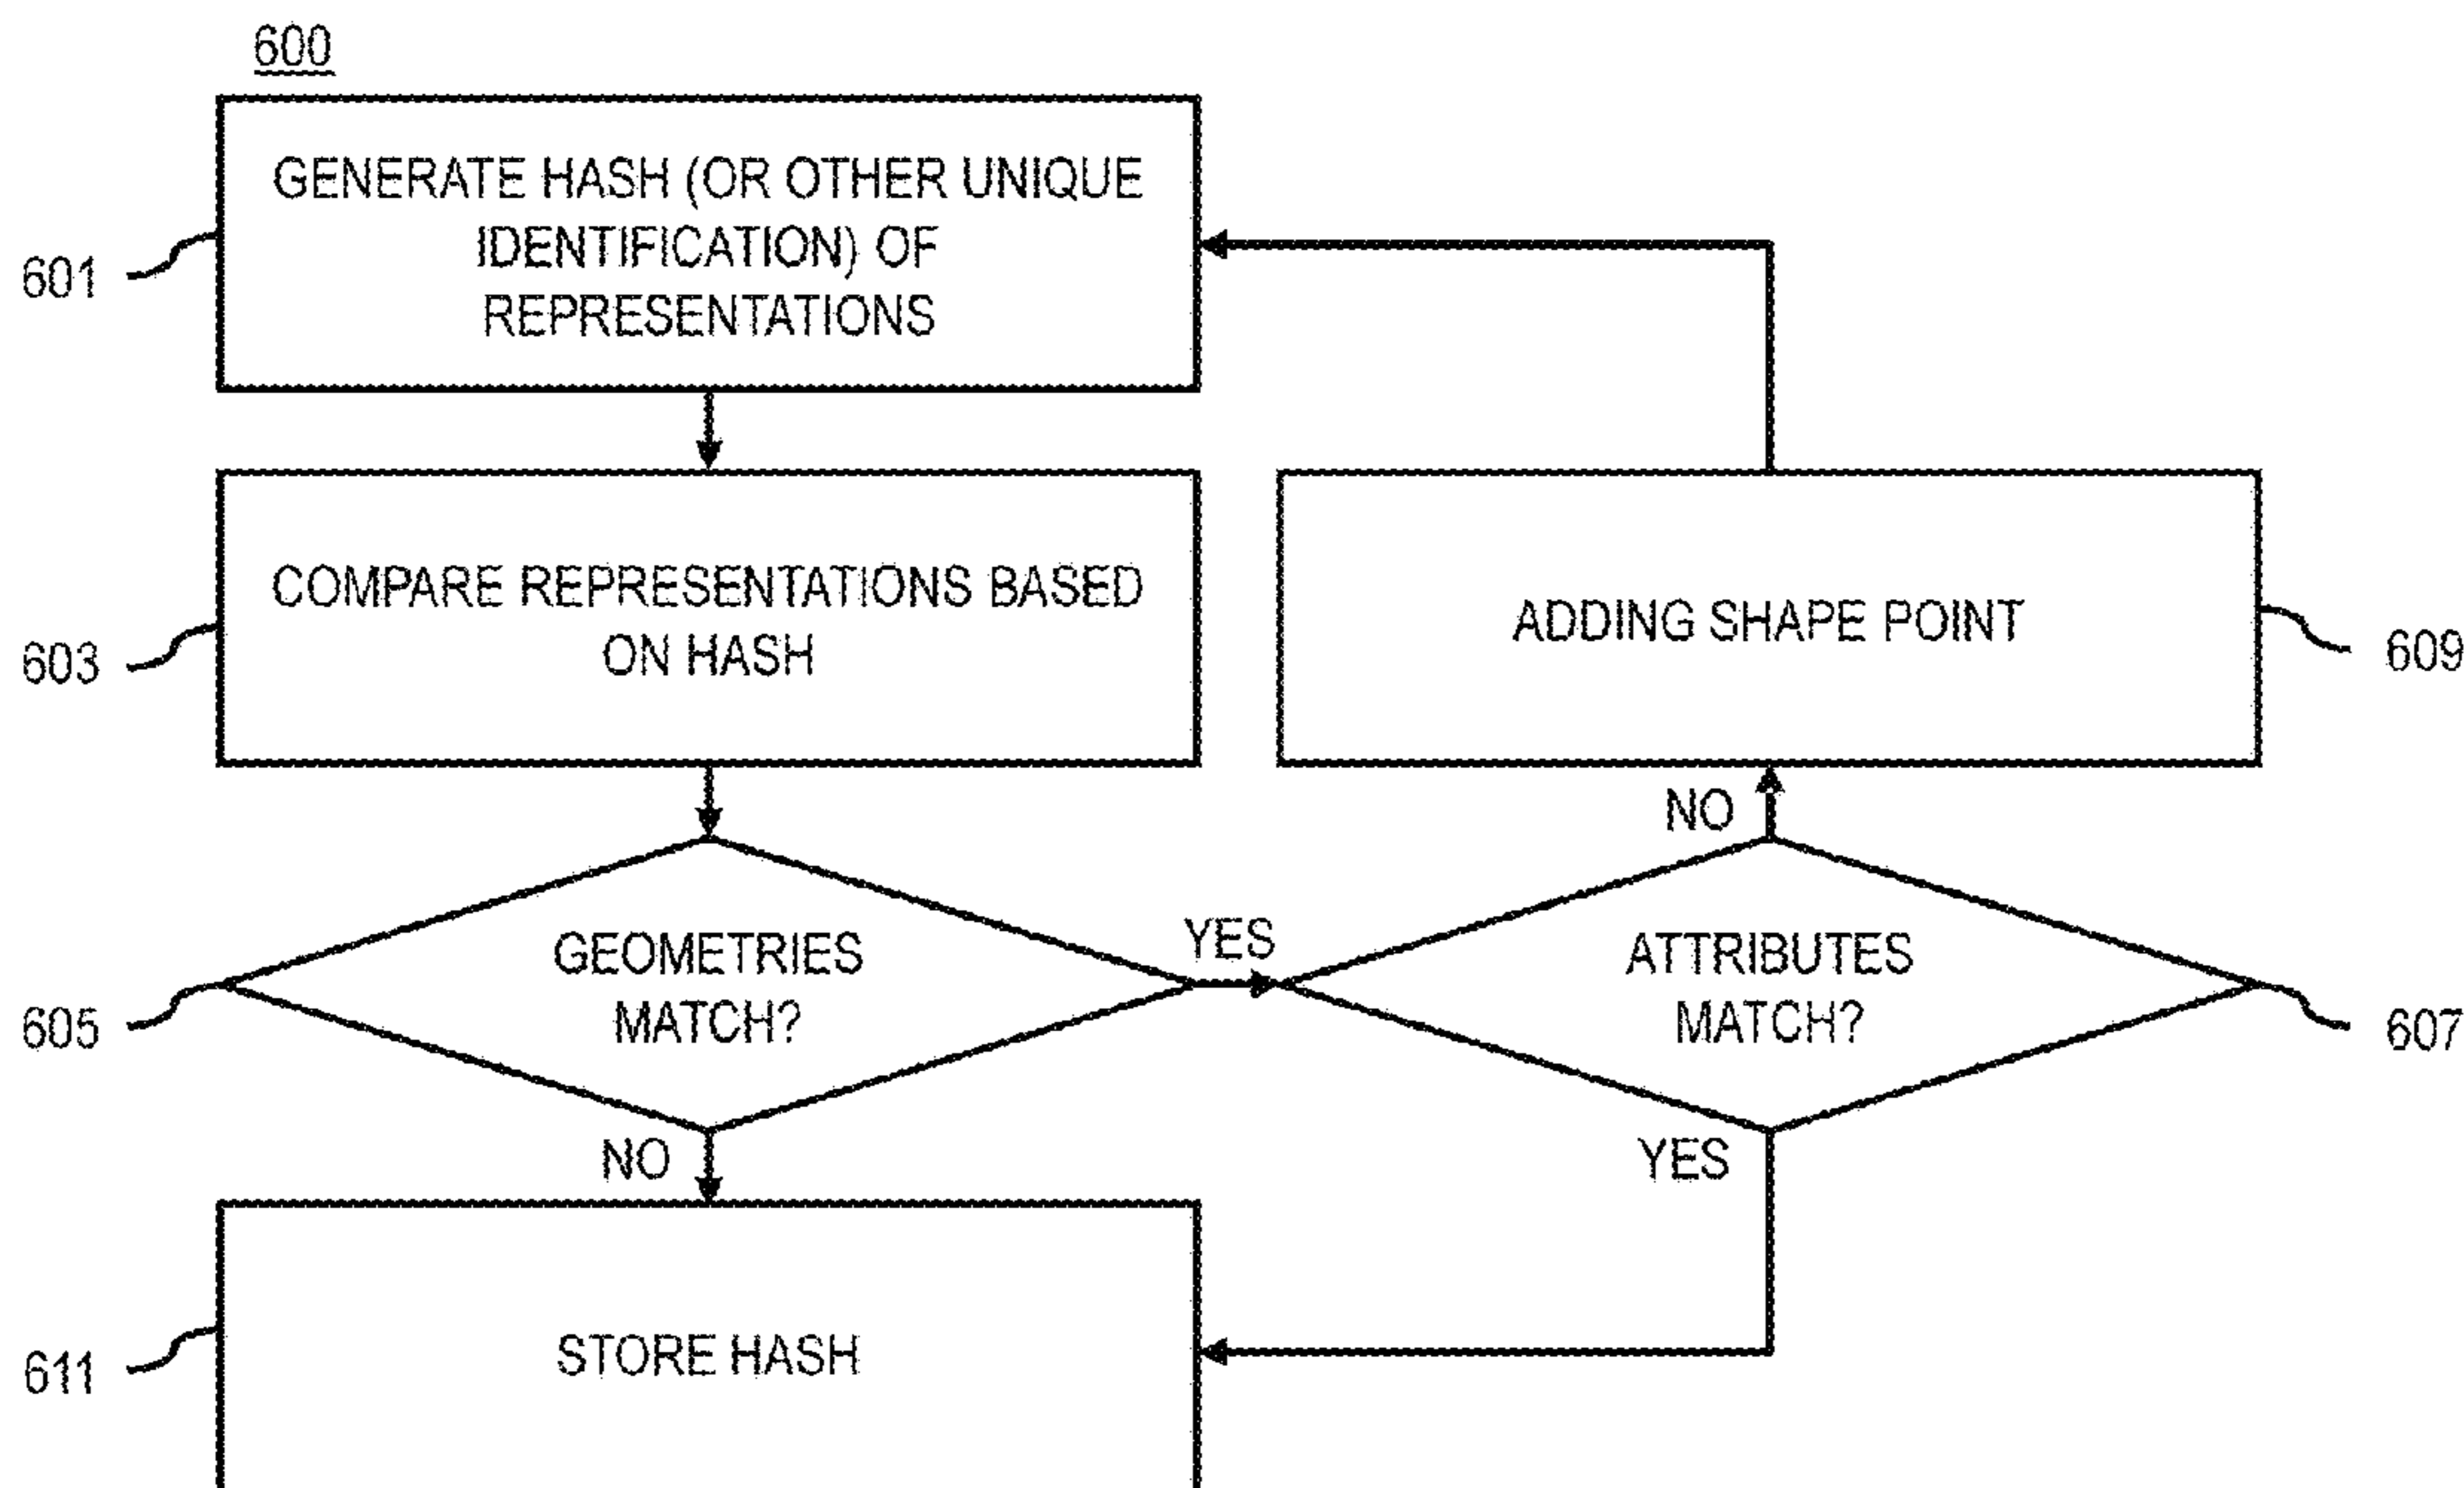 600
GENERATE HASH (OR OTHER UNIQUE
IDENTIFICATION) OF
REPRESENTATIONS
601
COMPARE REPRESENTATIONS BASED
ON HASH
603
ADDING SHAPE POINT
609
NO
GEOMETRIES
MATCH?
605
YES
ATTRIBUTES
MATCH?
607
NO
YES
STORE HASH
611